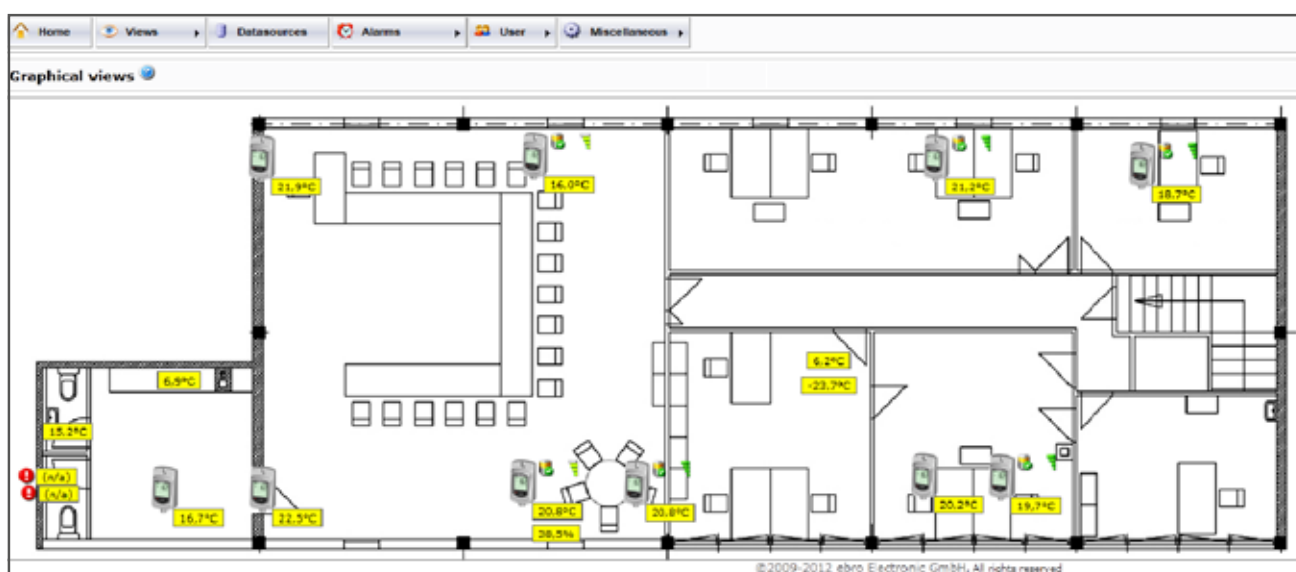 Home Views Datasources Alarms User Miscellaneous
Graphical views
21,9°C
16.0°C
21,2°C
18.7°C
6.2°C
-23.7°C
6.9°C
15.2°C
(n/a)
(n/a)
16,7°C
22,5°C
20.8°C
20.8°C
38,5%
20.2°C
19,7°C
©2009-2012 ebro Electronic GmbH. All rights reserved